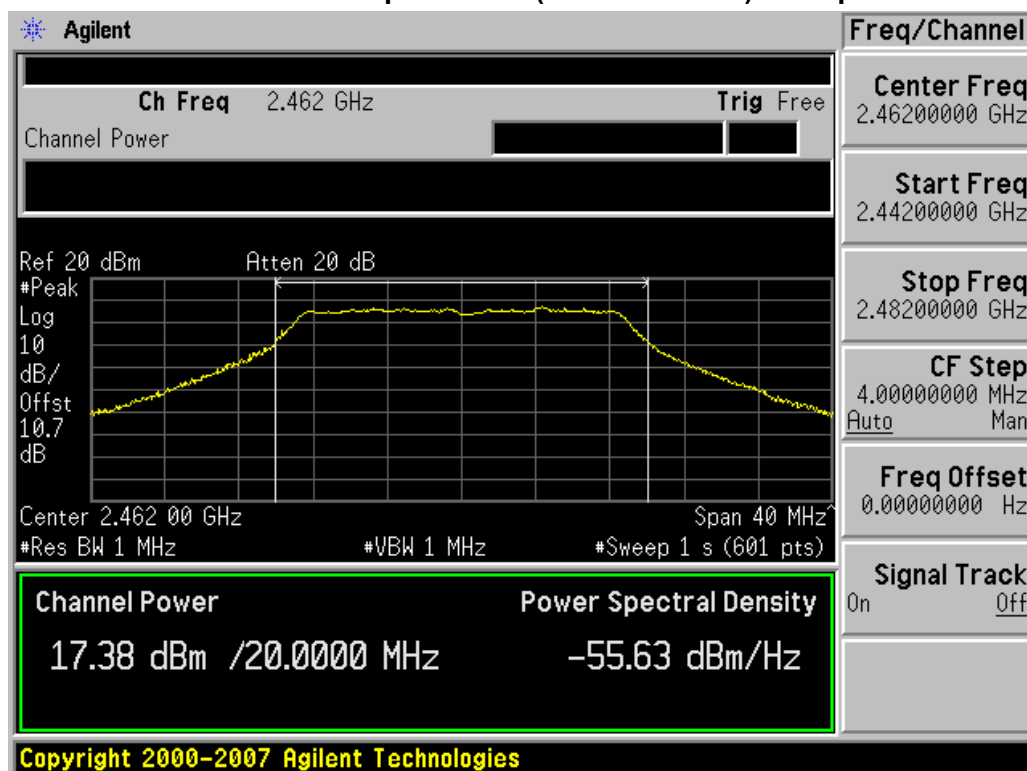 Agilent
Freq/Channel
Ch Freq 2.462 GHz
Trig Free
Channel Power
Center Freq
2.46200000 GHz
Start Freq
2.44200000 GHz
Stop Freq
2.48200000 GHz
CF Step
4.00000000 MHz
Auto Man
Freq Offset
0.00000000 Hz
Signal Track
On Off
Ref 20 dBm Atten 20 dB
#Peak
Log
10
dB/
Offst
10.7
dB
Center 2.462 00 GHz Span 40 MHz^
#Res BW 1 MHz #VBW 1 MHz #Sweep 1 s (601 pts)
Channel Power Power Spectral Density
17.38 dBm /20.0000 MHz -55.63 dBm/Hz
Copyright 2000-2007 Agilent Technologies